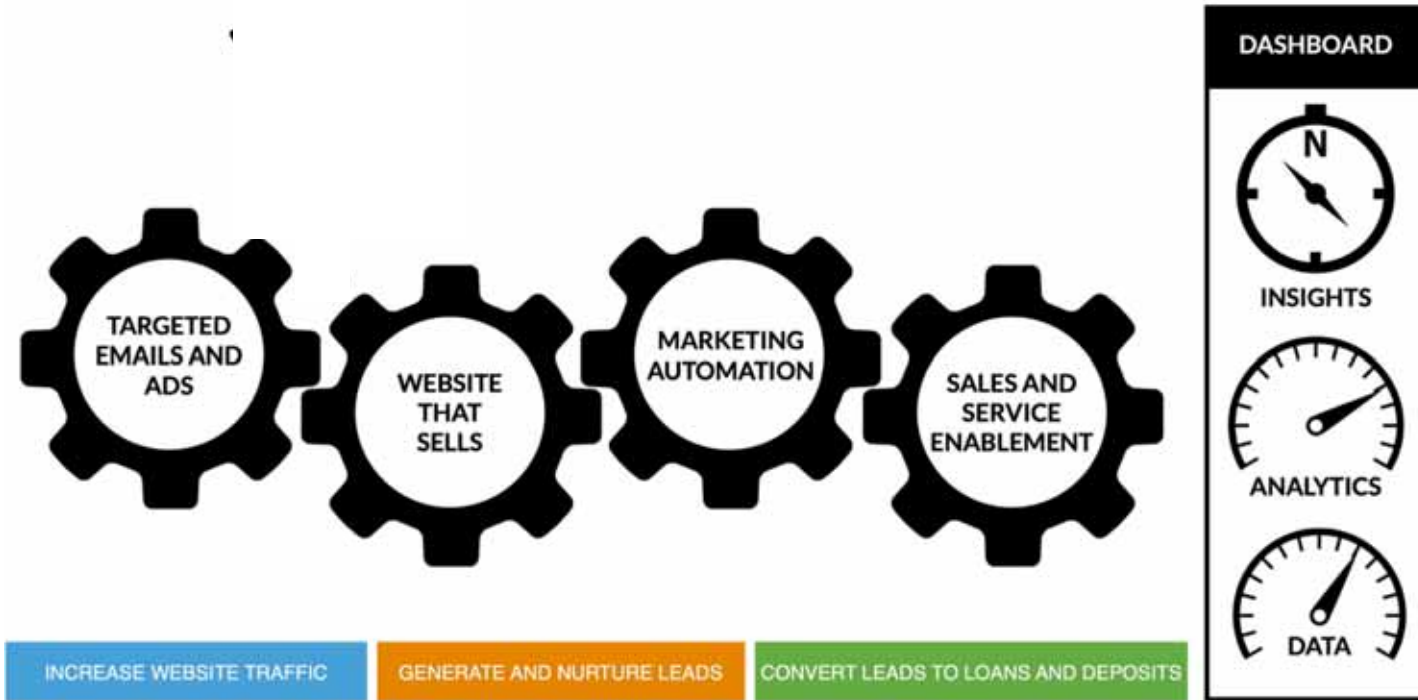 TARGETED
EMAILS AND
ADS
WEBSITE
THAT
SELLS
MARKETING
AUTOMATION
SALES AND
SERVICE
ENABLEMENT
INCREASE WEBSITE TRAFFIC
GENERATE AND NURTURE LEADS
CONVERT LEADS TO LOANS AND DEPOSITS
DASHBOARD
N
INSIGHTS
ANALYTICS
DATA